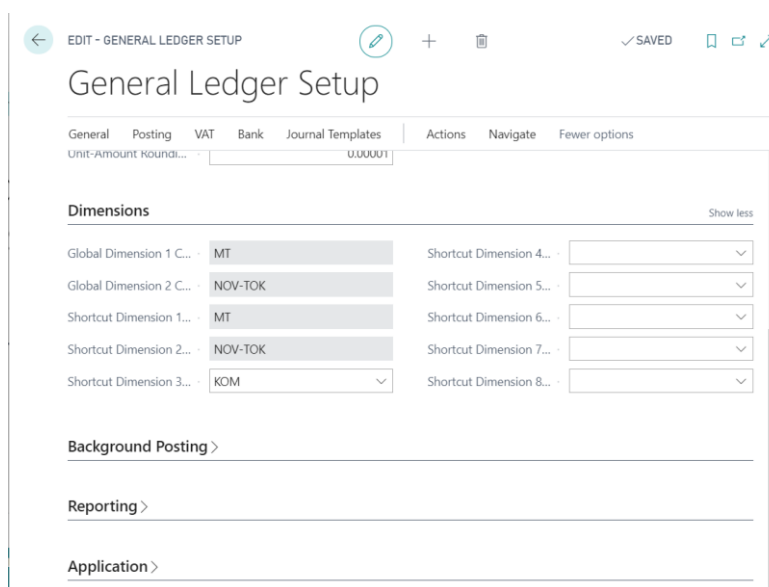 EDIT - GENERAL LEDGER SETUP
✓ SAVED
General Ledger Setup
General Posting VAT Bank Journal Templates Actions Navigate Fewer options
Unit-Amount Roundi... 0.00001
Dimensions Show less
Global Dimension 1 C... MT Shortcut Dimension 4...
Global Dimension 2 C... NOV-TOK Shortcut Dimension 5...
Shortcut Dimension 1... MT Shortcut Dimension 6...
Shortcut Dimension 2... NOV-TOK Shortcut Dimension 7...
Shortcut Dimension 3... KOM Shortcut Dimension 8...
Background Posting >
Reporting >
Application >